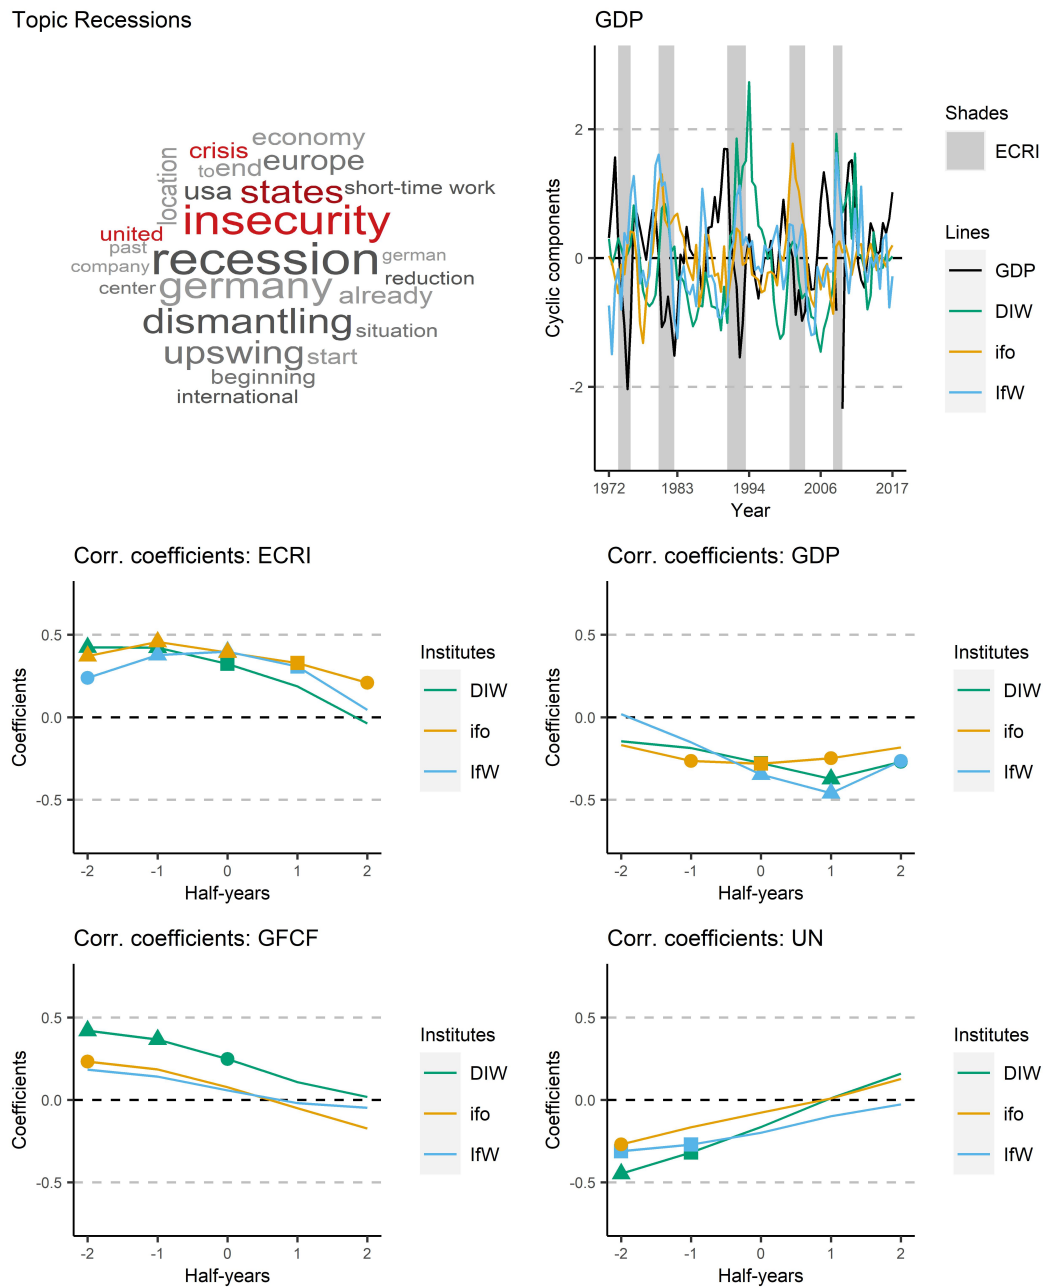 Topic Recessions
economy
crisis
to
end
europe
location
usa
states
short-time work
insecurity
united
past
recession
german
company
reduction
center
germany
already
dismantling
situation
upswing
start
beginning
international
GDP
Cyclic components
2
0
-2
1972 1983 1994 2006 2017
Year
Shades
ECRI
Lines
GDP
DIW
ifo
IfW
Corr. coefficients: ECRI
Coefficients
0.5
0.0
-0.5
-2 -1 0 1 2
Half-years
Institutes
DIW
ifo
IfW
Corr. coefficients: GDP
Coefficients
0.5
0.0
-0.5
-2 -1 0 1 2
Half-years
Institutes
DIW
ifo
IfW
Corr. coefficients: GFCF
Coefficients
0.5
0.0
-0.5
-2 -1 0 1 2
Half-years
Institutes
DIW
ifo
IfW
Corr. coefficients: UN
Coefficients
0.5
0.0
-0.5
-2 -1 0 1 2
Half-years
Institutes
DIW
ifo
IfW